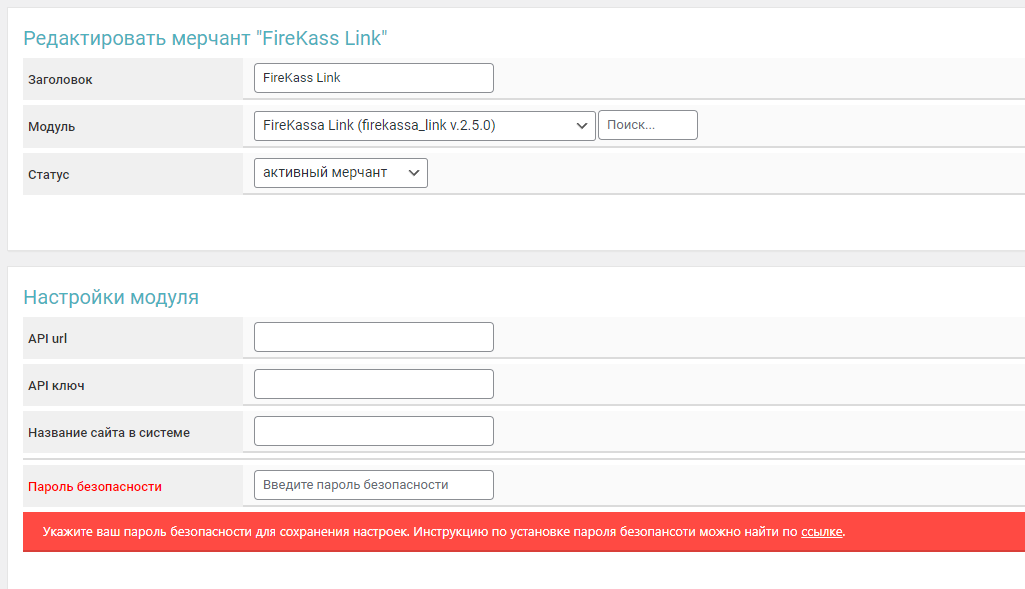 Редактировать мерчант "FireKass Link"
Заголовок FireKass Link
Модуль FireKassa Link (firekassa_link v.2.5.0) Поиск...
Статус активный мерчант
Настройки модуля
API url
API ключ
Название сайта в системе
Пароль безопасности Введите пароль безопасности
Укажите ваш пароль безопасности для сохранения настроек. Инструкцию по установке пароля безопансоти можно найти по ссылке.